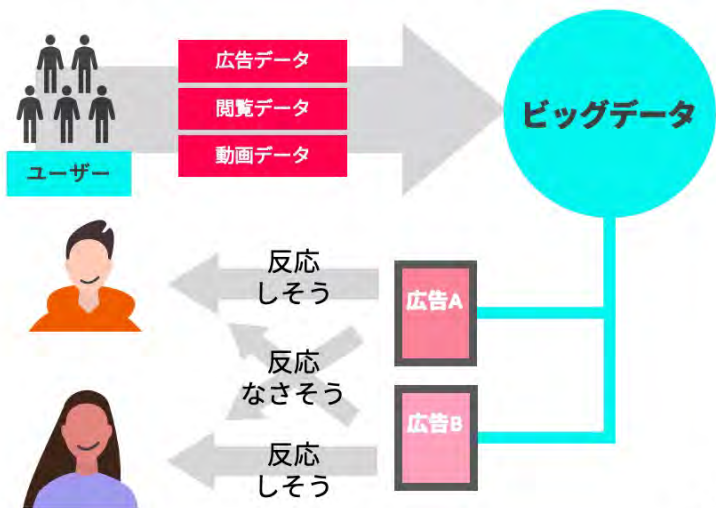 広告データ
閲覧データ
動画データ
ビッグデータ
ユーザー
反応
しそう
広告A
反応
なさそう
広告B
反応
しそう